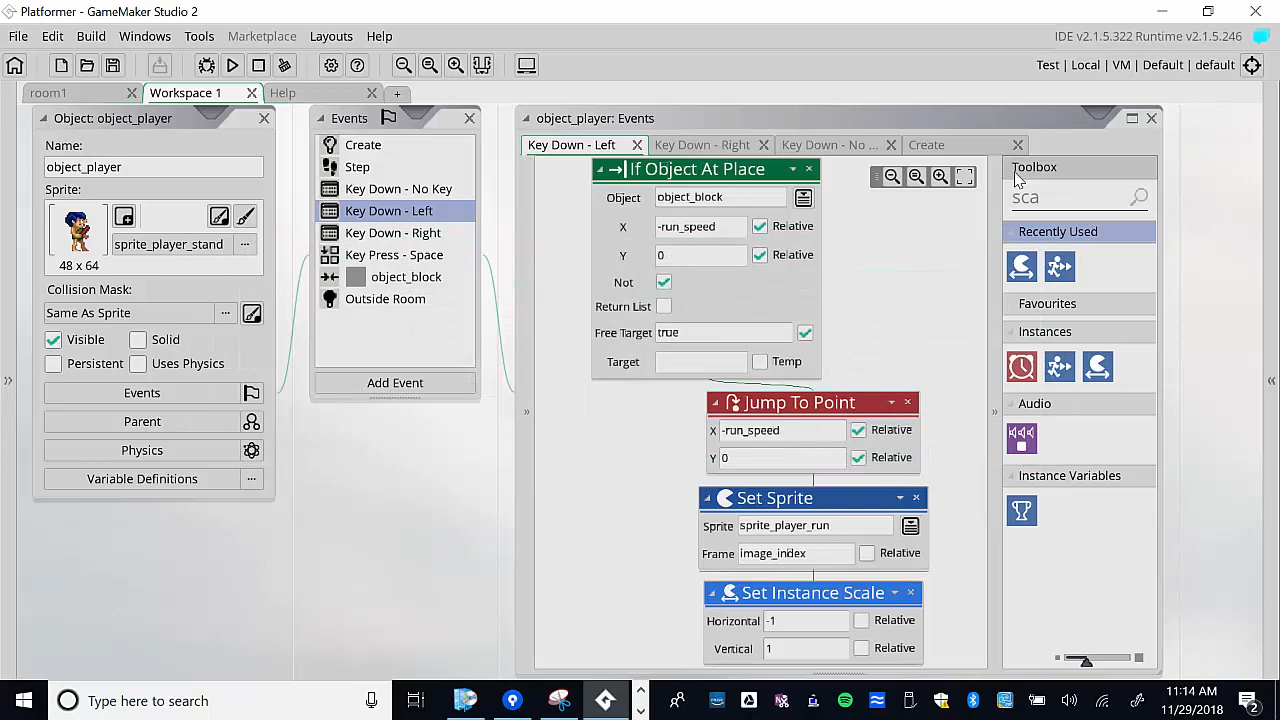 Platformer - GameMaker Studio 2
File Edit Build Windows Tools Marketplace Layouts Help
IDE v2.1.5.322 Runtime v2.1.5.246
Test | Local | VM | Default | default
room1 Workspace 1 Help +
Object: object_player
Name:
object_player
Sprite:
sprite_player_stand ...
48 x 64
Collision Mask:
Same As Sprite ...
Visible Solid
Persistent Uses Physics
Events
Parent
Physics
Variable Definitions ...
Events
Create
Step
Key Down - No Key
Key Down - Left
Key Down - Right
Key Press - Space
object_block
Outside Room
Add Event
object_player: Events
Key Down - Left Key Down - Right Key Down - No ... Create
If Object At Place
Object object_block
X -run_speed Relative
Y 0 Relative
Not
Return List
Free Target true
Target Temp
Jump To Point
X -run_speed Relative
Y 0 Relative
Set Sprite
Sprite sprite_player_run
Frame image_index Relative
Set Instance Scale
Horizontal -1 Relative
Vertical 1 Relative
Toolbox
sca
Recently Used
Favourites
Instances
Audio
Instance Variables
Type here to search
11:14 AM
11/29/2018
2